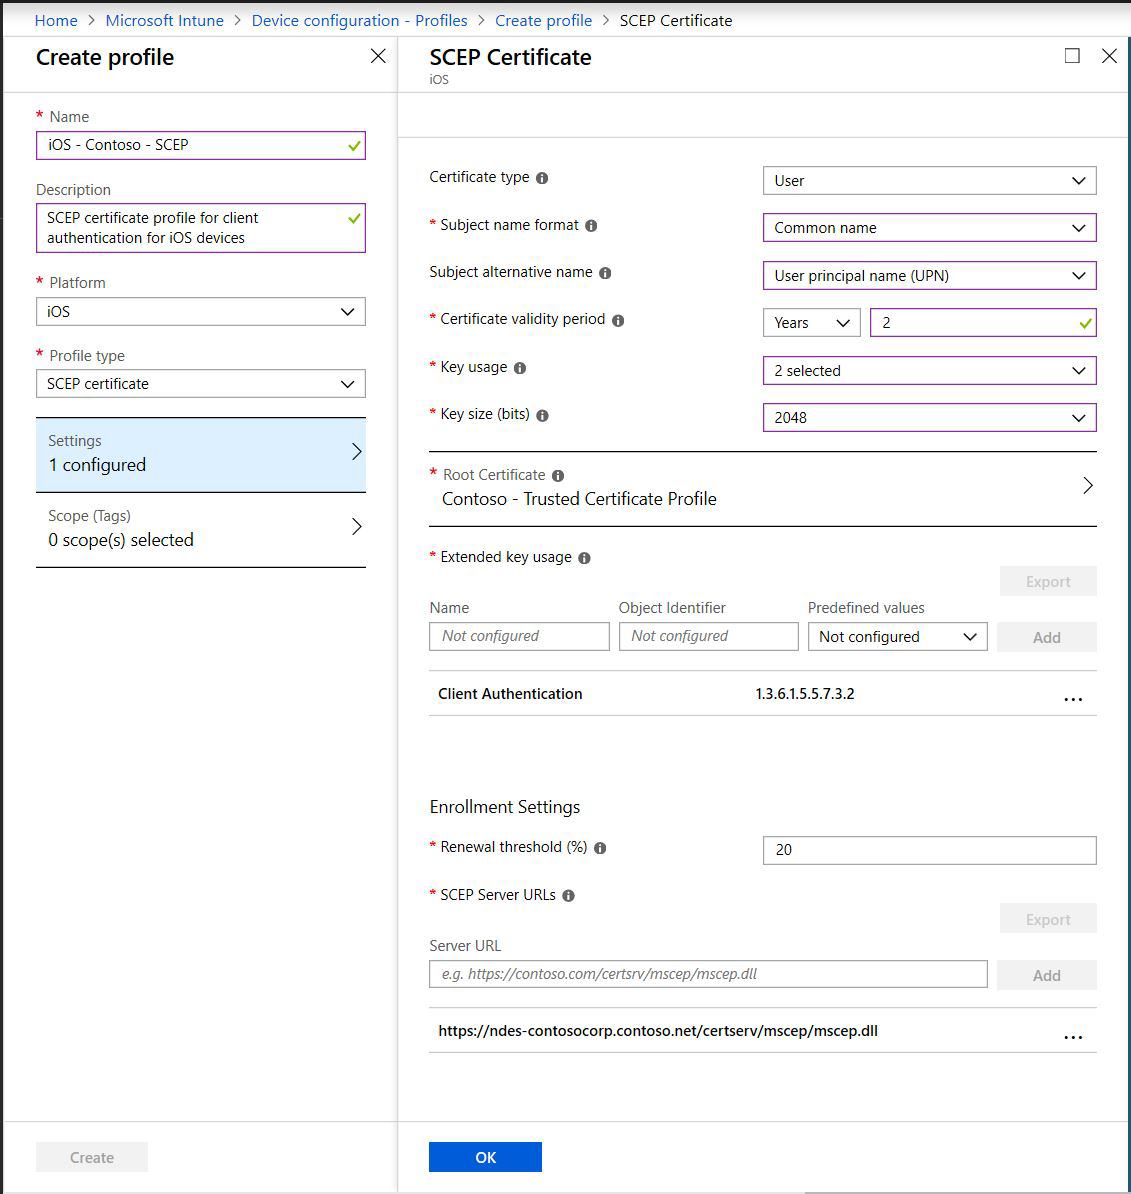 Home > Microsoft Intune > Device configuration - Profiles > Create profile > SCEP Certificate
Create profile
* Name
iOS - Contoso - SCEP
Description
SCEP certificate profile for client
authentication for iOS devices
* Platform
iOS
* Profile type
SCEP certificate
Settings
1 configured
Scope (Tags)
0 scope(s) selected
Create
SCEP Certificate
iOS
Certificate type
User
* Subject name format
Common name
Subject alternative name
User principal name (UPN)
* Certificate validity period
Years 2
* Key usage
2 selected
* Key size (bits)
2048
* Root Certificate
Contoso - Trusted Certificate Profile
* Extended key usage
Export
Name Object Identifier Predefined values
Not configured Not configured Not configured Add
Client Authentication 1.3.6.1.5.5.7.3.2 ...
Enrollment Settings
* Renewal threshold (%)
20
* SCEP Server URLs
Export
Server URL
e.g. https://contoso.com/certsrv/mscep/mscep.dll Add
https://ndes-contosocorp.contoso.net/certserv/mscep/mscep.dll ...
OK